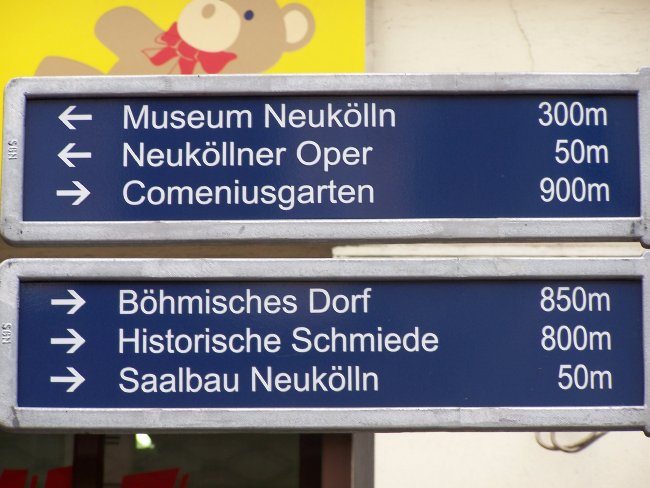 ← Museum Neukölln 300m
← Neuköllner Oper 50m
→ Comeniusgarten 900m
→ Böhmisches Dorf 850m
→ Historische Schmiede 800m
→ Saalbau Neukölln 50m